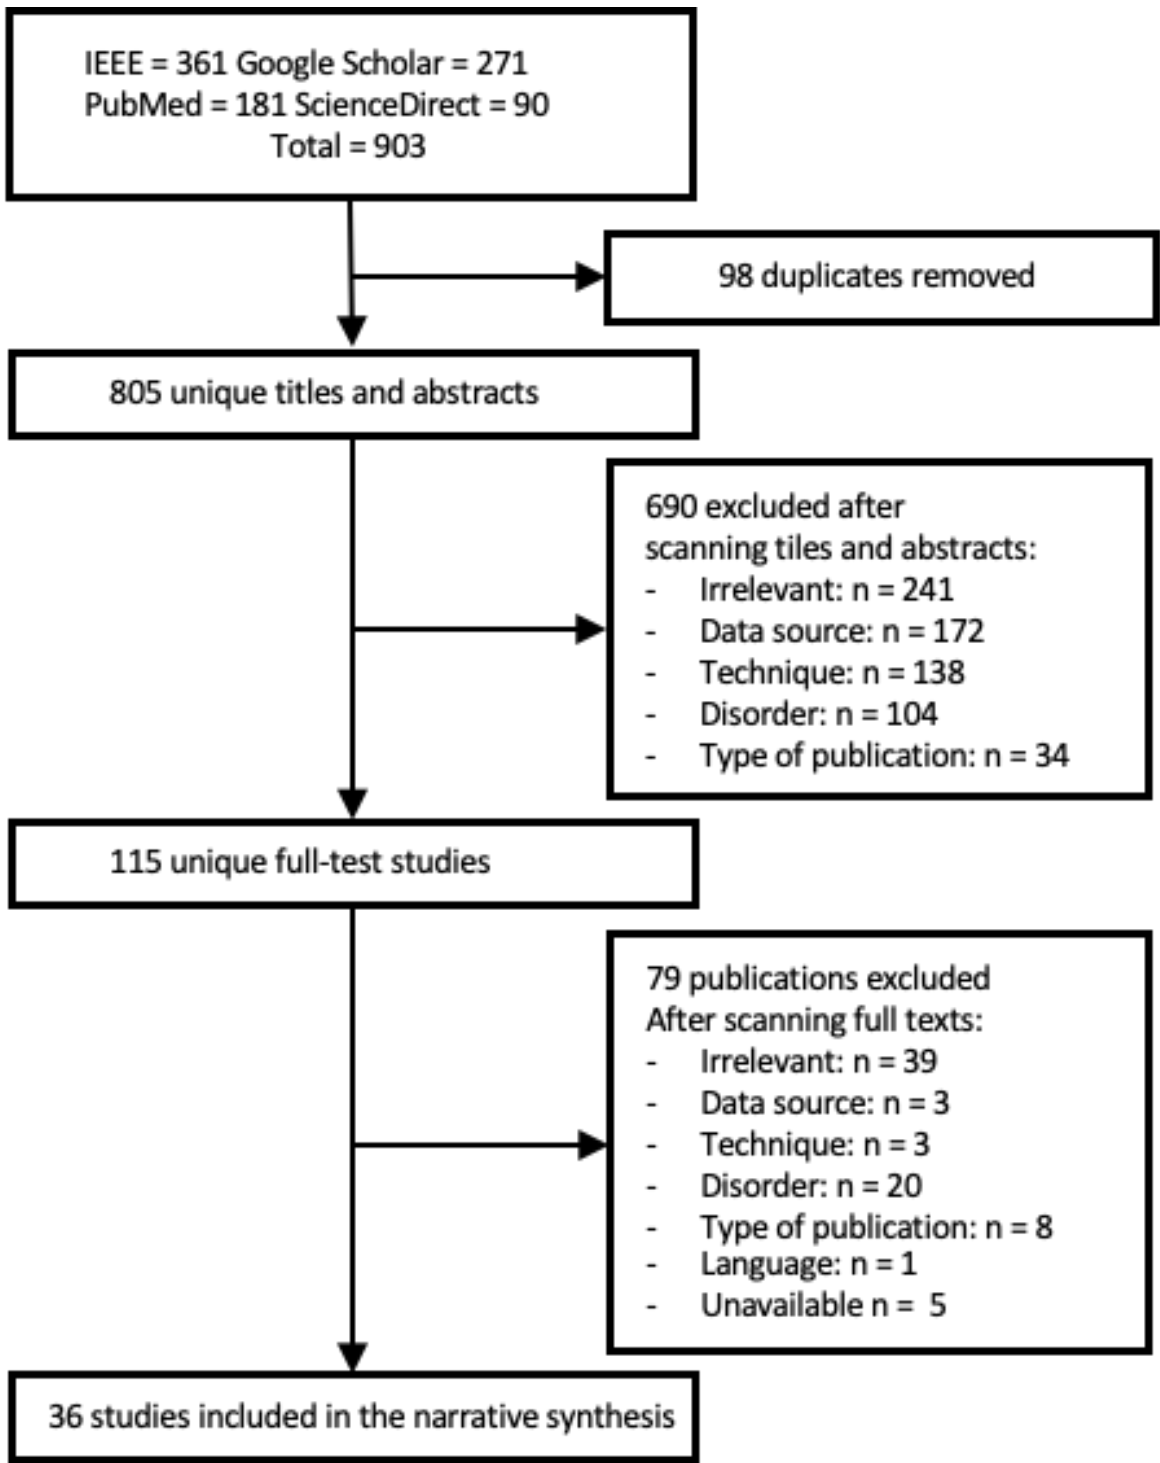 IEEE = 361 Google Scholar = 271
PubMed = 181 ScienceDirect = 90
Total = 903
98 duplicates removed
805 unique titles and abstracts
690 excluded after
scanning tiles and abstracts:
- Irrelevant: n = 241
- Data source: n = 172
- Technique: n = 138
- Disorder: n = 104
- Type of publication: n = 34
115 unique full-test studies
79 publications excluded
After scanning full texts:
- Irrelevant: n = 39
- Data source: n = 3
- Technique: n = 3
- Disorder: n = 20
- Type of publication: n = 8
- Language: n = 1
- Unavailable n = 5
36 studies included in the narrative synthesis